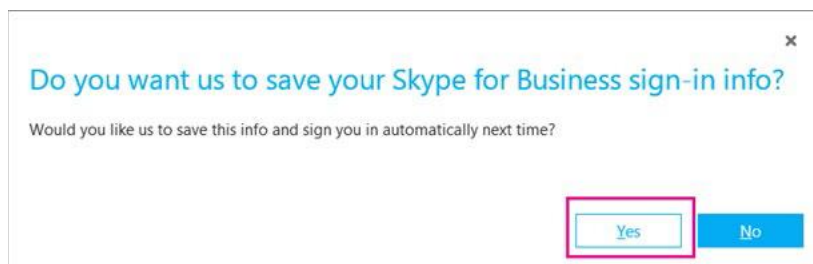 Do you want us to save your Skype for Business sign-in info?
Would you like us to save this info and sign you in automatically next time?
Yes No